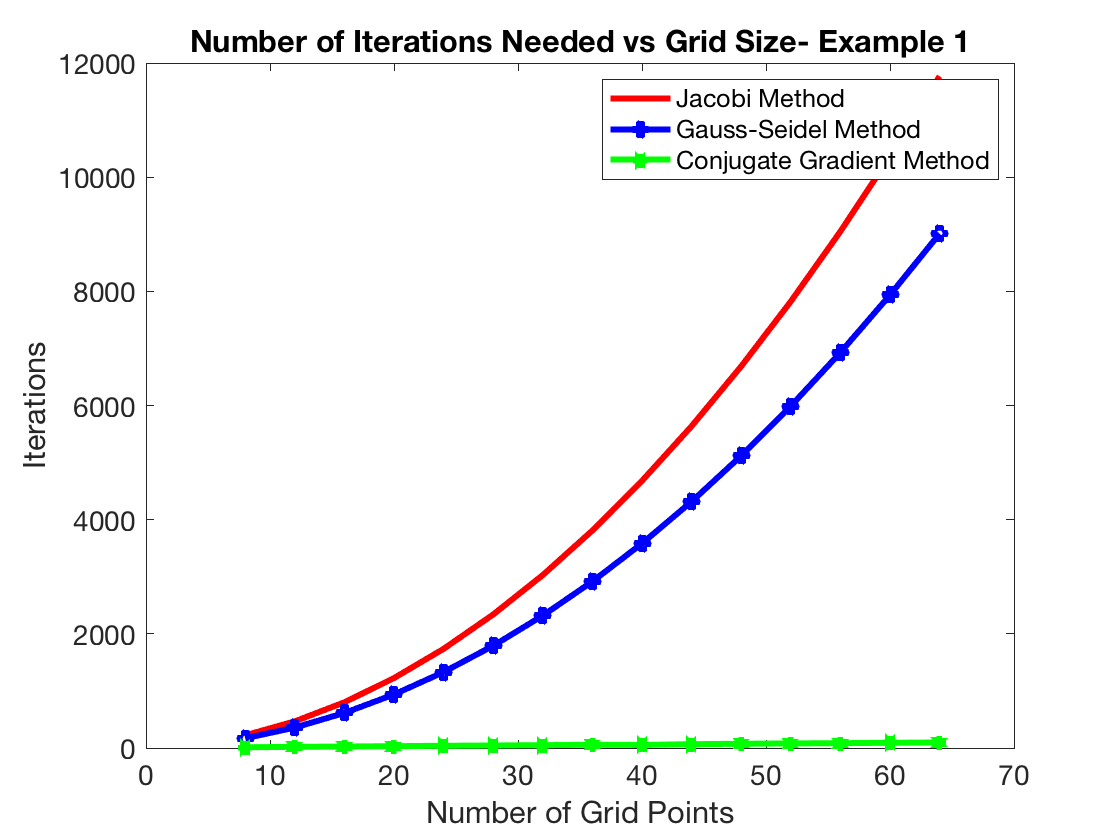 Number of Iterations Needed vs Grid Size- Example 1
12000
10000
8000
6000
4000
2000
0
Iterations
Jacobi Method
Gauss-Seidel Method
Conjugate Gradient Method
0 10 20 30 40 50 60 70
Number of Grid Points